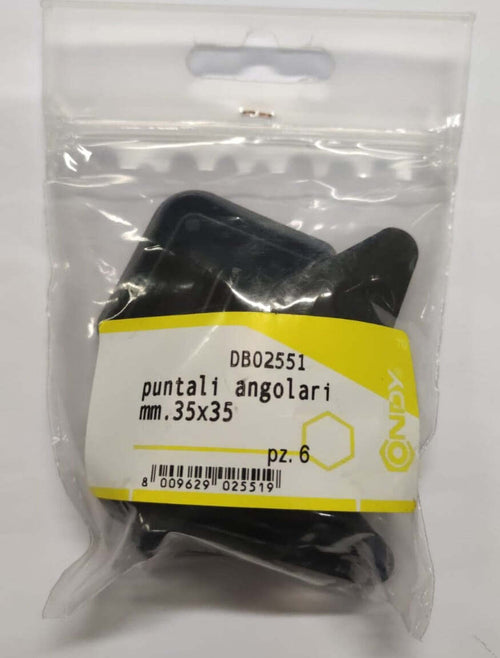 DB02551
puntali angolari
mm.35x35
pz.6
8 009629 025519
ONDY